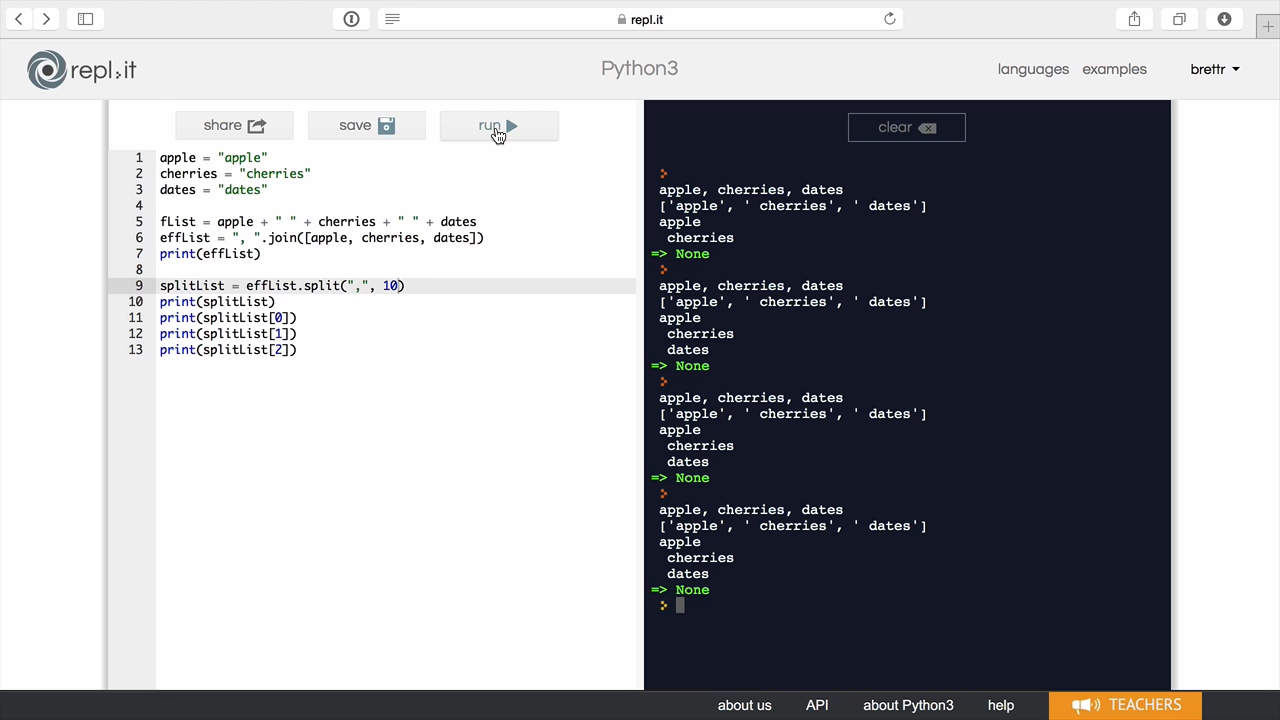 repl.it
repl.it
Python3
languages examples brettr
share save run
clear
1 apple = "apple"
2 cherries = "cherries"
3 dates = "dates"
4
5 fList = apple + " " + cherries + " " + dates
6 effList = ", ".join([apple, cherries, dates])
7 print(effList)
8
9 splitList = effList.split(",", 10)
10 print(splitList)
11 print(splitList[0])
12 print(splitList[1])
13 print(splitList[2])
apple, cherries, dates
['apple', ' cherries', ' dates']
apple
 cherries
=> None
apple, cherries, dates
['apple', ' cherries', ' dates']
apple
 cherries
 dates
=> None
apple, cherries, dates
['apple', ' cherries', ' dates']
apple
 cherries
 dates
=> None
apple, cherries, dates
['apple', ' cherries', ' dates']
apple
 cherries
 dates
=> None
about us API about Python3 help TEACHERS